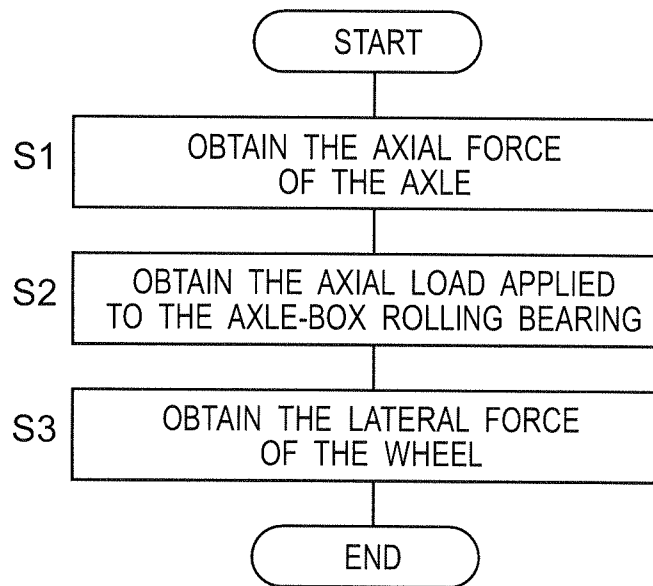 START
S1
OBTAIN THE AXIAL FORCE
OF THE AXLE
S2
OBTAIN THE AXIAL LOAD APPLIED
TO THE AXLE-BOX ROLLING BEARING
S3
OBTAIN THE LATERAL FORCE
OF THE WHEEL
END